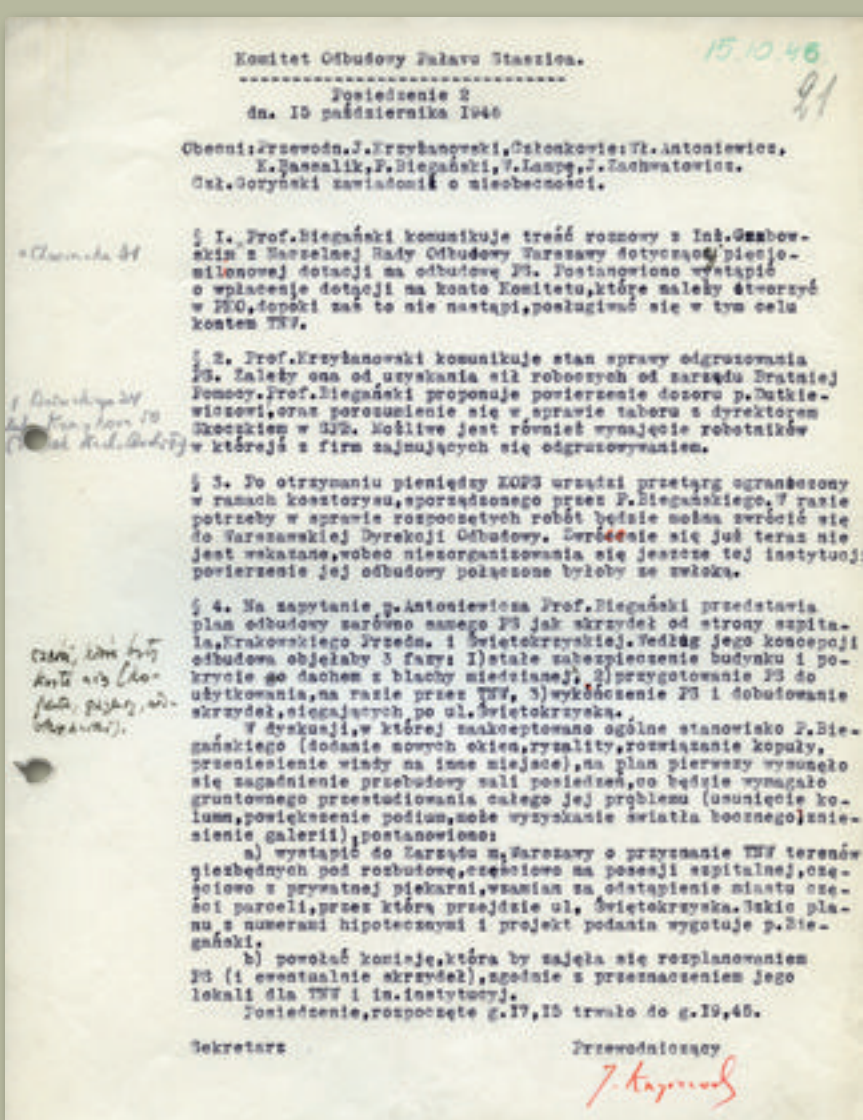 15.10.46
21
Komitet Odbudowy Pałacu Staszica.
Posiedzenie 2
dn. I5 października I946
Obecni:Przewodn.J.Krzyżanowski,Członkowie:Wł.Antoniewicz,
K.Bassalik,P.Biegański,W.Lampe,J.Zachwatowicz.
Czł.Goryński zawiadomił o nieobecności.
§ I. Prof.Biegański komunikuje treść rozmowy z Inż.
skim z Naczelnej Rady Odbudowy Warszawy dotyczącą pięcio-
milionowej dotacji na odbudowę PS. Postanowiono wystąpić
o wpłacenie dotacji na konto Komitetu,które należy otworzyć
w PKO,dopóki zaś to nie nastąpi,posługiwać się w tym celu
kontem TNW.
§ 2. Prof.Krzyżanowski komunikuje stan sprawy odgruzowania
PS. Zależy ona od uzyskania sił roboczych od zarządu Bratniej
Pomocy.Prof.Biegański proponuje powierzenie dozoru p.Dutkie-
wiczowi,oraz porozumienie się w sprawie taboru z dyrektorem
Skoczkiem w SPB. Możliwe jest również wynajęcie robotników
w którejś z firm zajmujących się odgruzowywaniem.
§ 3. Po otrzymaniu pieniędzy KOPS urządzi przetarg ograniczony
w ramach kosztorysu,sporządzonego przez P.Biegańskiego.W razie
potrzeby w sprawie rozpoczętych robót będzie można zwrócić się
do Warszawskiej Dyrekcji Odbudowy. Zwrócenie się już teraz nie
jest wskazane,wobec niezorganizowania się jeszcze tej instytucji
powierzenie jej odbudowy połączone byłoby ze zwłoką.
§ 4. Na zapytanie p.Antoniewicza Prof.Biegański przedstawia
plan odbudowy zarówno samego PS jak skrzydeł od strony szpita-
la,Krakowskiego Przedm. i Świętokrzyskiej.Według jego koncepcji
odbudowa objęłaby 3 fazy: I)stałe zabezpieczenie budynku i po-
krycie go dachem z blachy miedzianej, 2)przygotowanie PS do
użytkowania,na razie przez TNW, 3)wykończenie PS i dobudowanie
skrzydeł,sięgających po ul.Świętokrzyską.
W dyskusji,w której zaakceptowano ogólne stanowisko P.Bie-
gańskiego (dodanie nowych okien,ryzality,rozwiązanie kopuły,
przeniesienie windy na inne miejsce),na plan pierwszy wysunęło
się zagadnienie przebudowy sali posiedzeń,co będzie wymagało
gruntownego przestudiowania całego jej problemu (usunięcie ko-
lumn,powiększenie podium,może wyzyskanie światła bocznego,znie-
sienie galerii),postanowiono:
a) wystąpić do Zarządu m.Warszawy o przyznanie TNW terenów
niezbędnych pod rozbudowę,częściowo na posesji szpitalnej,czę-
ściowo z prywatnej piekarni,wzamian za odstąpienie miastu czę-
ści parceli,przez którą przejdzie ul. Świętokrzyska.Szkic pla-
nu z numerami hipotecznymi i projekt podania wygotuje p.Bie-
gański.
b) powołać komisję,która by zajęła się rozplanowaniem
PS (i ewentualnie skrzydeł),zgodnie z przeznaczeniem jego
lokali dla TNW i in.instytucyj.
Posiedzenie,rozpoczęte g.I7,I5 trwało do g.I9,45.
Sekretarz
Przewodniczący